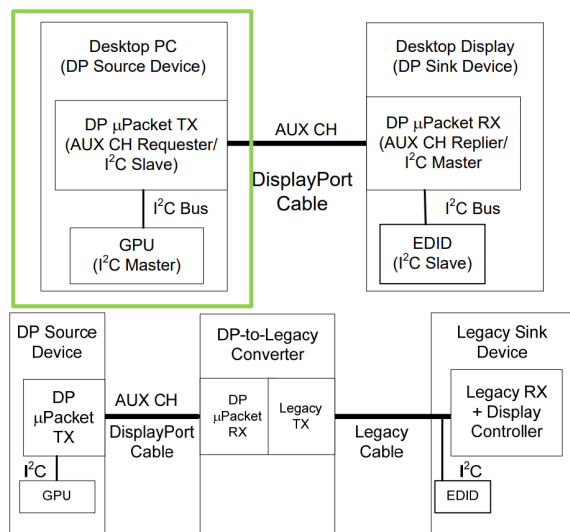 Desktop PC
(DP Source Device)
DP μPacket TX
(AUX CH Requester/
I²C Slave)
I²C Bus
GPU
(I²C Master)
AUX CH
DisplayPort
Cable
Desktop Display
(DP Sink Device)
DP μPacket RX
(AUX CH Replier/
I²C Master
I²C Bus
EDID
(I²C Slave)
DP Source
Device
DP
μPacket
TX
I²C
GPU
AUX CH
DisplayPort
Cable
DP-to-Legacy
Converter
DP
μPacket
RX
Legacy
TX
Legacy
Cable
Legacy Sink
Device
Legacy RX
+ Display
Controller
I²C
EDID